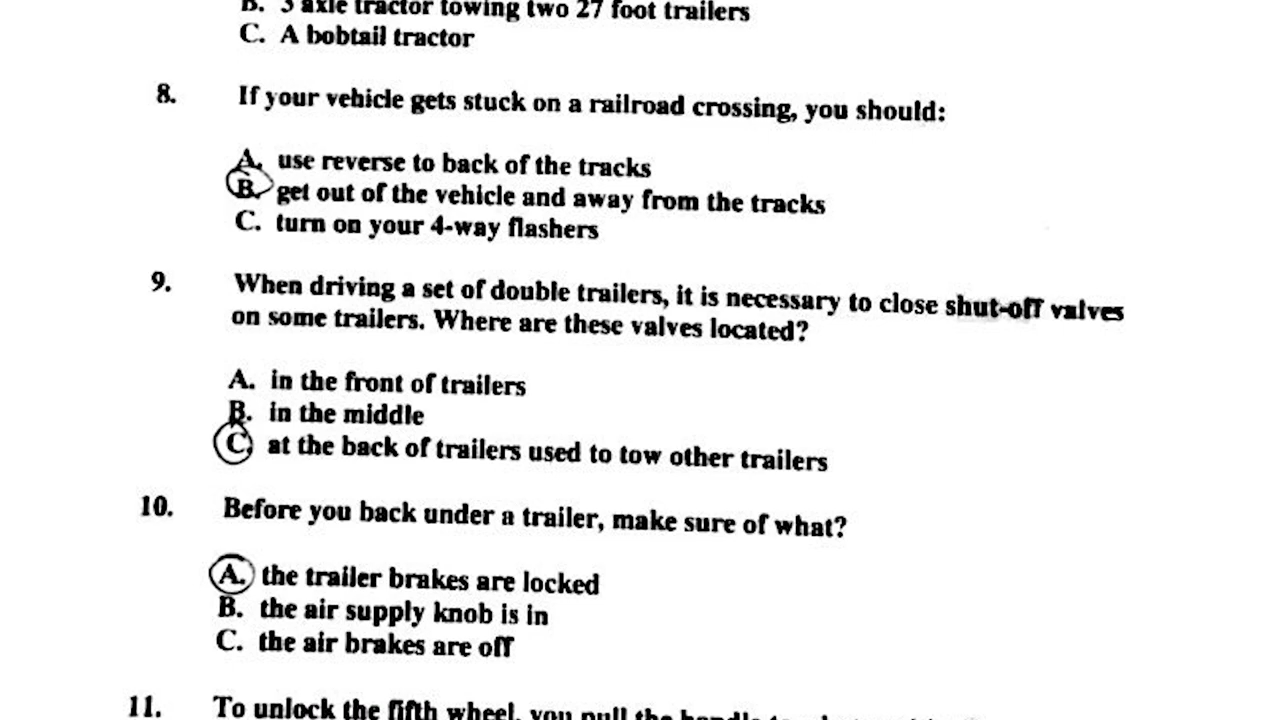 B. 3 axle tractor towing two 27 foot trailers
C. A bobtail tractor
8. If your vehicle gets stuck on a railroad crossing, you should:
A. use reverse to back of the tracks
B. get out of the vehicle and away from the tracks
C. turn on your 4-way flashers
9. When driving a set of double trailers, it is necessary to close shut-off valves
on some trailers. Where are these valves located?
A. in the front of trailers
B. in the middle
C. at the back of trailers used to tow other trailers
10. Before you back under a trailer, make sure of what?
A. the trailer brakes are locked
B. the air supply knob is in
C. the air brakes are off
11. To unlock the fifth wheel, you pull the handle to